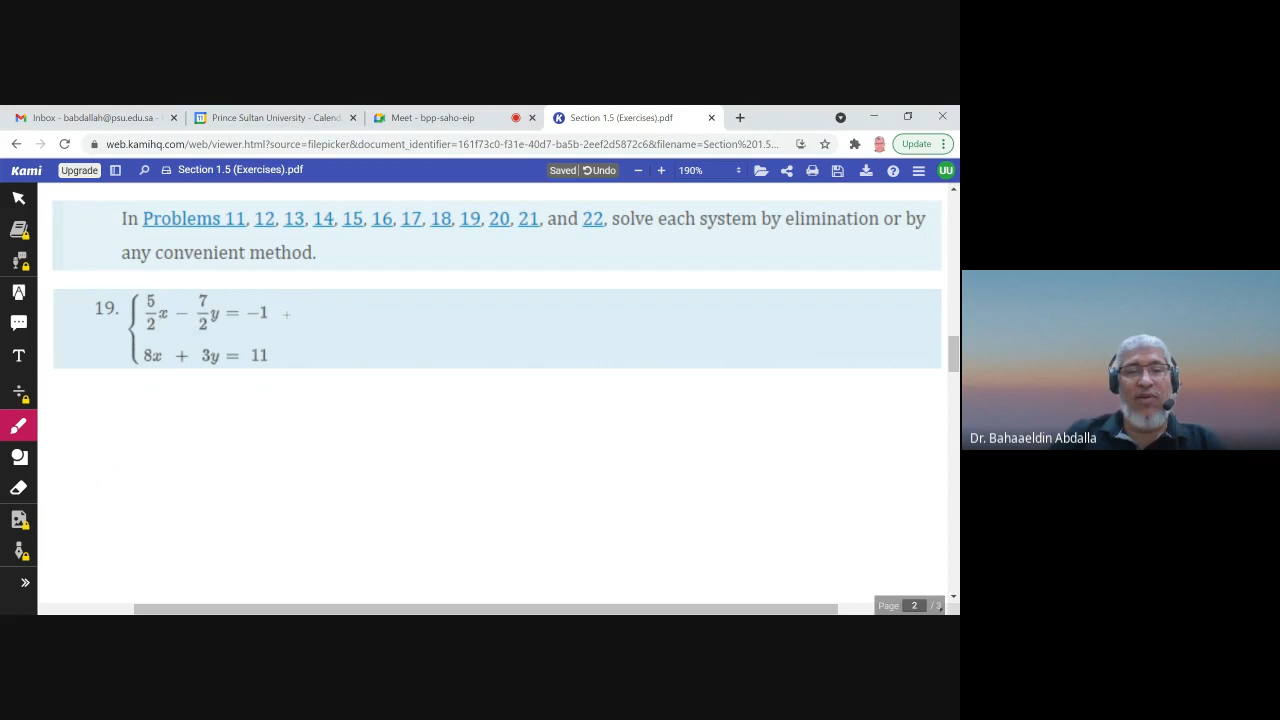 Inbox - babdallah@psu.edu.sa -
Prince Sultan University - Calend
Meet - bpp-saho-eip
Section 1.5 (Exercises).pdf
web.kamihq.com/web/viewer.html?source=filepicker&document_identifier=161f73c0-f31e-40d7-ba5b-2eef2d5872c6&filename=Section%201.5...
Update
Kami
Upgrade
Section 1.5 (Exercises).pdf
Saved
Undo
190%
UU
In Problems 11, 12, 13, 14, 15, 16, 17, 18, 19, 20, 21, and 22, solve each system by elimination or by
any convenient method.
19. { 5/2 x − 7/2 y = −1
8x + 3y = 11
Dr. Bahaaeldin Abdalla
Page 2 / 3